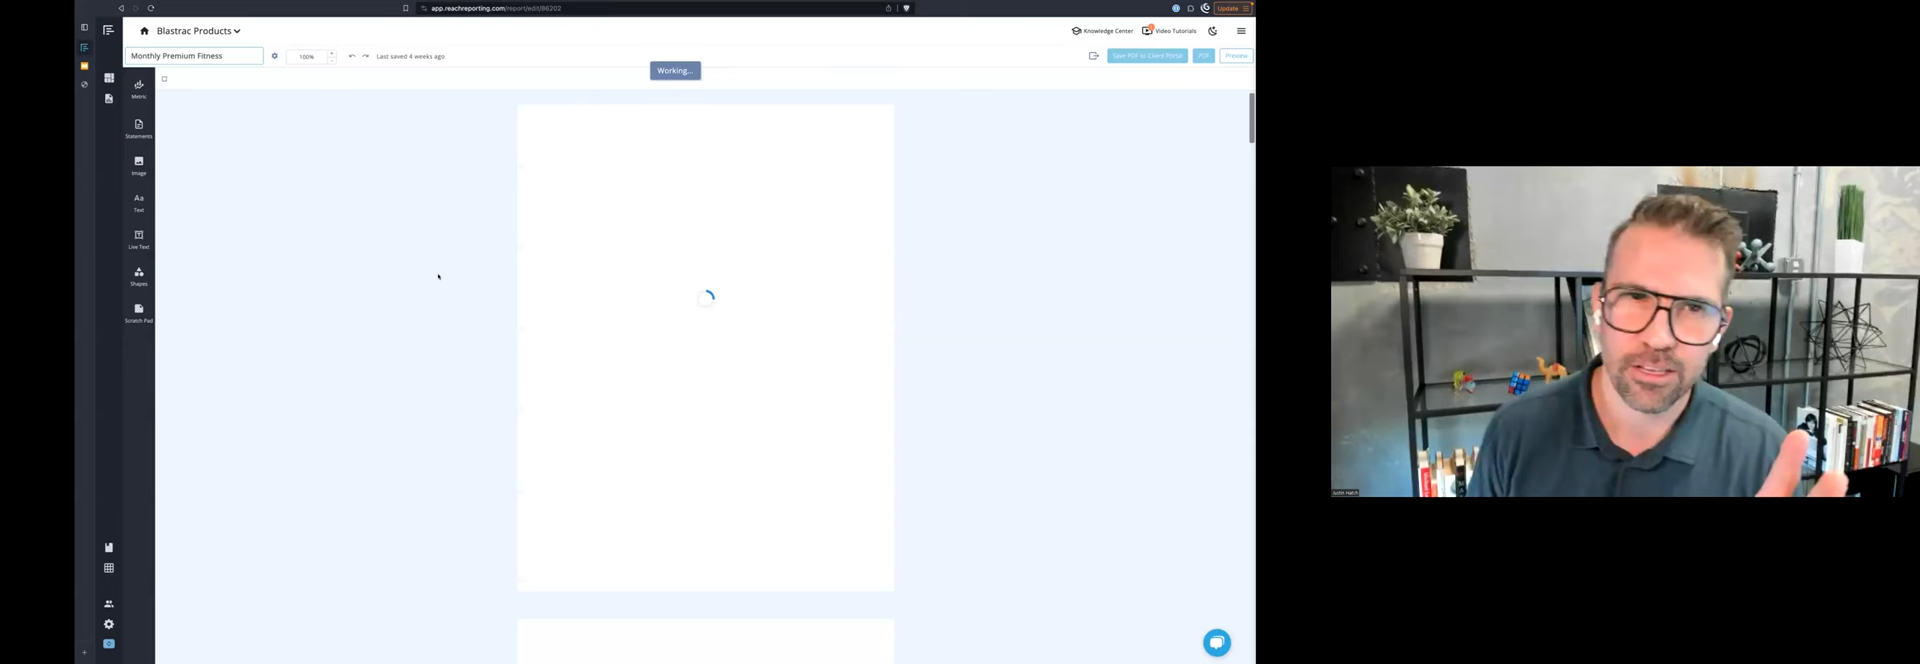 app.reachreporting.com/report/edit/86202
Update
Blastrac Products
Knowledge Center
Video Tutorials
Monthly Premium Fitness
100%
Last saved 4 weeks ago
Save PDF to Client Portal
PDF
Preview
Working...
Metric
Statements
Image
Aa
Text
Live Text
Shapes
Scratch Pad
Justin Hatch